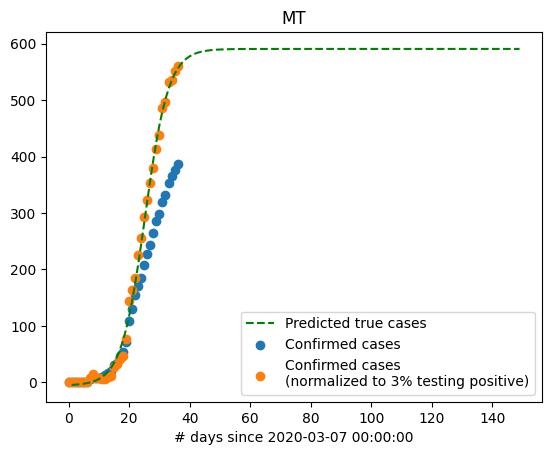 MT
600
500
400
300
200
100
0
Predicted true cases
Confirmed cases
Confirmed cases
(normalized to 3% testing positive)
0 20 40 60 80 100 120 140
# days since 2020-03-07 00:00:00